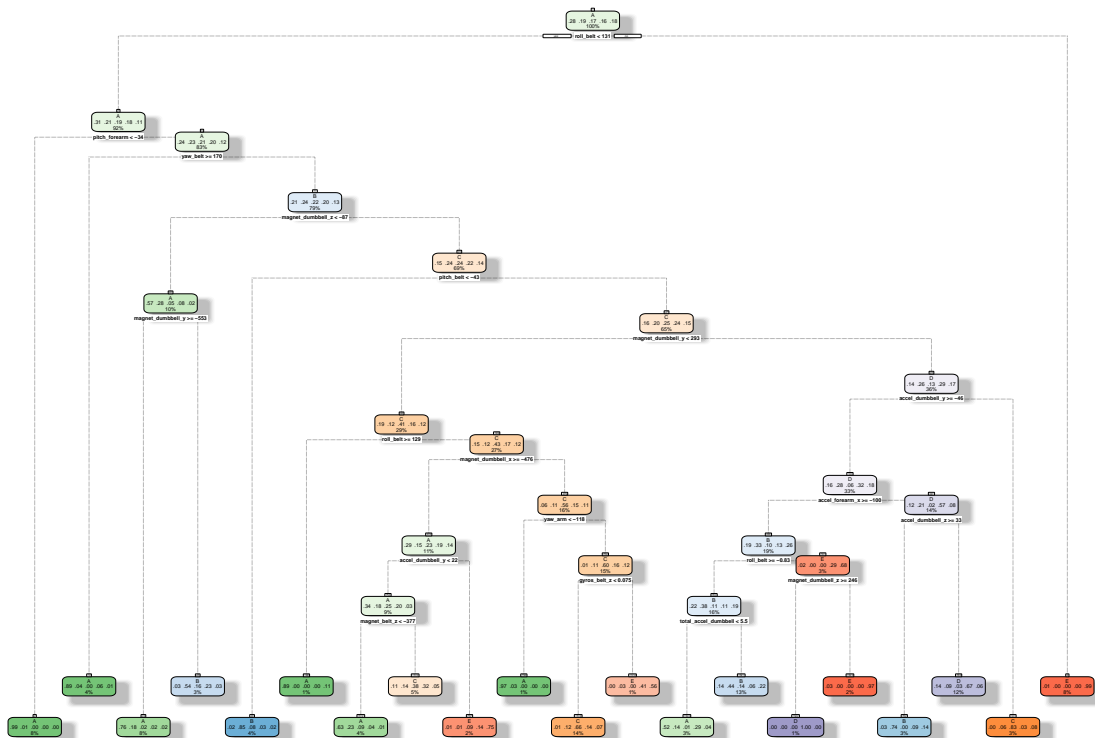 A
.28 .19 .17 .16 .18
100%
roll_belt < 131
A
.31 .21 .19 .18 .11
92%
pitch_forearm < −34
A
.24 .23 .21 .20 .12
83%
yaw_belt >= 170
B
.21 .24 .22 .20 .13
79%
magnet_dumbbell_z < −87
C
.15 .24 .24 .22 .14
69%
pitch_belt < −43
A
.57 .28 .05 .08 .02
10%
magnet_dumbbell_y >= −553
C
.16 .20 .25 .24 .15
65%
magnet_dumbbell_y < 293
D
.14 .26 .13 .29 .17
36%
accel_dumbbell_y >= −46
C
.19 .12 .41 .16 .12
29%
roll_belt >= 129
C
.15 .12 .43 .17 .12
27%
magnet_dumbbell_x >= −476
D
.16 .28 .06 .32 .18
33%
accel_forearm_x >= −100
C
.06 .11 .56 .15 .11
16%
yaw_arm < −118
D
.12 .21 .02 .57 .08
14%
accel_dumbbell_z >= 33
A
.29 .15 .23 .19 .14
11%
accel_dumbbell_y < 22
B
.19 .33 .10 .13 .26
19%
roll_belt >= −0.83
C
.01 .11 .60 .16 .12
15%
gyros_belt_z < 0.075
E
.02 .00 .00 .29 .68
3%
magnet_dumbbell_z >= 246
A
.34 .18 .25 .20 .03
9%
magnet_belt_z < −377
B
.22 .38 .11 .11 .19
16%
total_accel_dumbbell < 5.5
A
.89 .04 .00 .06 .01
4%
B
.03 .54 .16 .23 .03
3%
A
.89 .00 .00 .00 .11
1%
C
.11 .14 .38 .32 .05
5%
A
.97 .03 .00 .00 .00
1%
E
.00 .03 .00 .41 .56
1%
B
.14 .44 .14 .06 .22
13%
E
.03 .00 .00 .00 .97
2%
D
.14 .09 .03 .67 .06
12%
E
.01 .00 .00 .00 .99
8%
A
.99 .01 .00 .00 .00
8%
A
.76 .18 .02 .02 .02
8%
B
.02 .85 .08 .03 .02
4%
A
.63 .23 .09 .04 .01
4%
E
.01 .01 .09 .14 .75
2%
C
.01 .12 .66 .14 .07
14%
A
.52 .14 .01 .29 .04
3%
D
.00 .00 .00 1.00 .00
1%
B
.03 .74 .00 .09 .14
3%
C
.00 .06 .83 .03 .08
3%